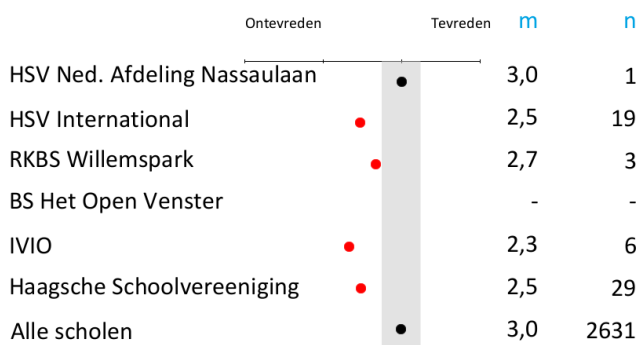 Ontevreden Tevreden m n
HSV Ned. Afdeling Nassaulaan 3,0 1
HSV International 2,5 19
RKBS Willemspark 2,7 3
BS Het Open Venster - -
IVIO 2,3 6
Haagsche Schoolvereeniging 2,5 29
Alle scholen 3,0 2631